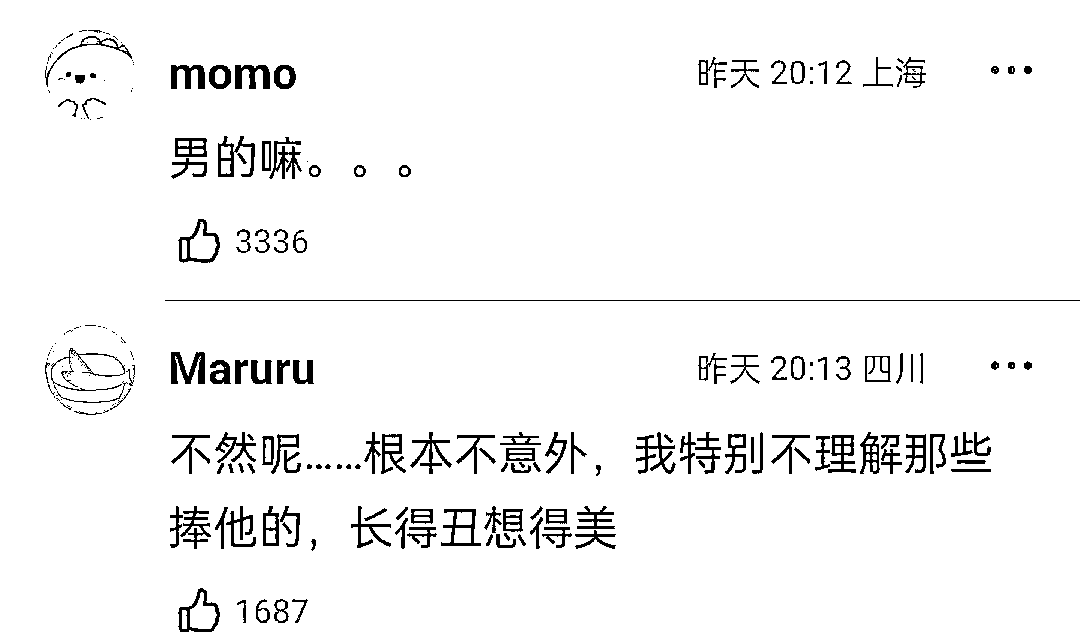 momo
昨天 20:12 上海
男的嘛。。。
3336
Maruru
昨天 20:13 四川
不然呢……根本不意外，我特别不理解那些
捧他的，长得丑想得美
1687